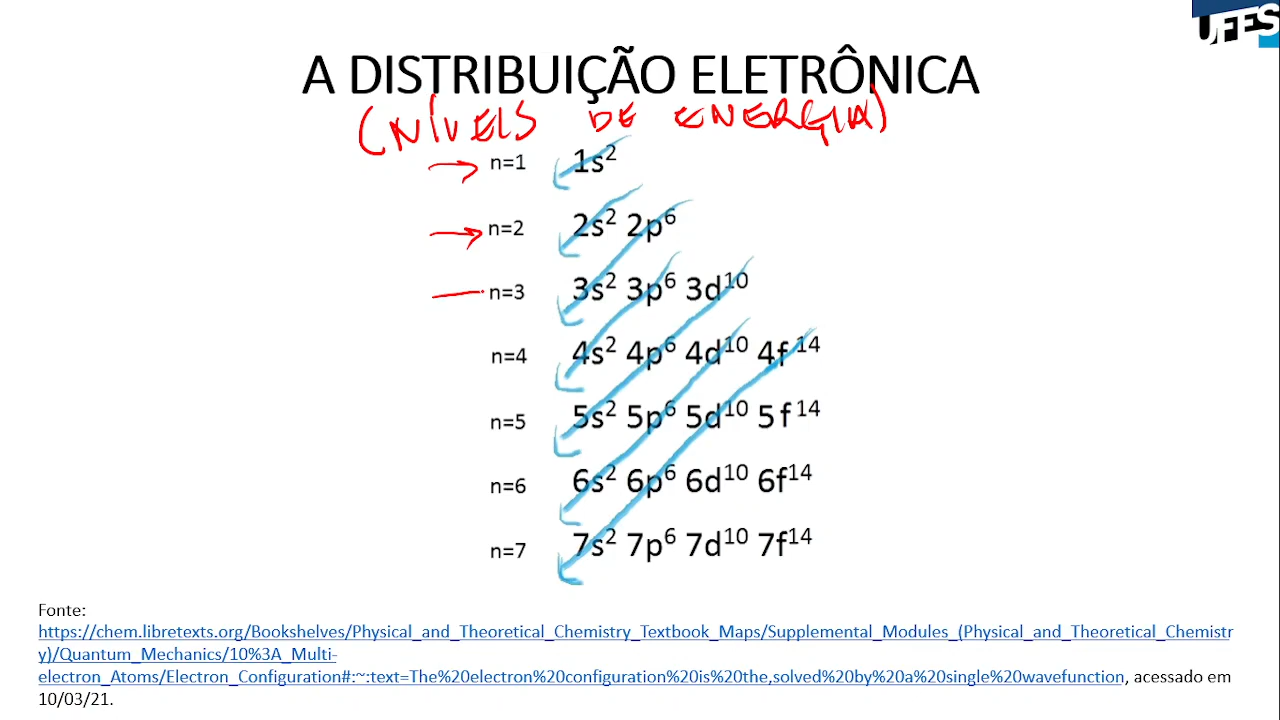 UFES
A DISTRIBUIÇÃO ELETRÔNICA
(NÍVEIS DE ENERGIA)
n=1 1s²
n=2 2s² 2p⁶
n=3 3s² 3p⁶ 3d¹⁰
n=4 4s² 4p⁶ 4d¹⁰ 4f¹⁴
n=5 5s² 5p⁶ 5d¹⁰ 5f¹⁴
n=6 6s² 6p⁶ 6d¹⁰ 6f¹⁴
n=7 7s² 7p⁶ 7d¹⁰ 7f¹⁴
Fonte:
https://chem.libretexts.org/Bookshelves/Physical_and_Theoretical_Chemistry_Textbook_Maps/Supplemental_Modules_(Physical_and_Theoretical_Chemistr
y)/Quantum_Mechanics/10%3A_Multi-
electron_Atoms/Electron_Configuration#:~:text=The%20electron%20configuration%20is%20the,solved%20by%20a%20single%20wavefunction, acessado em
10/03/21.